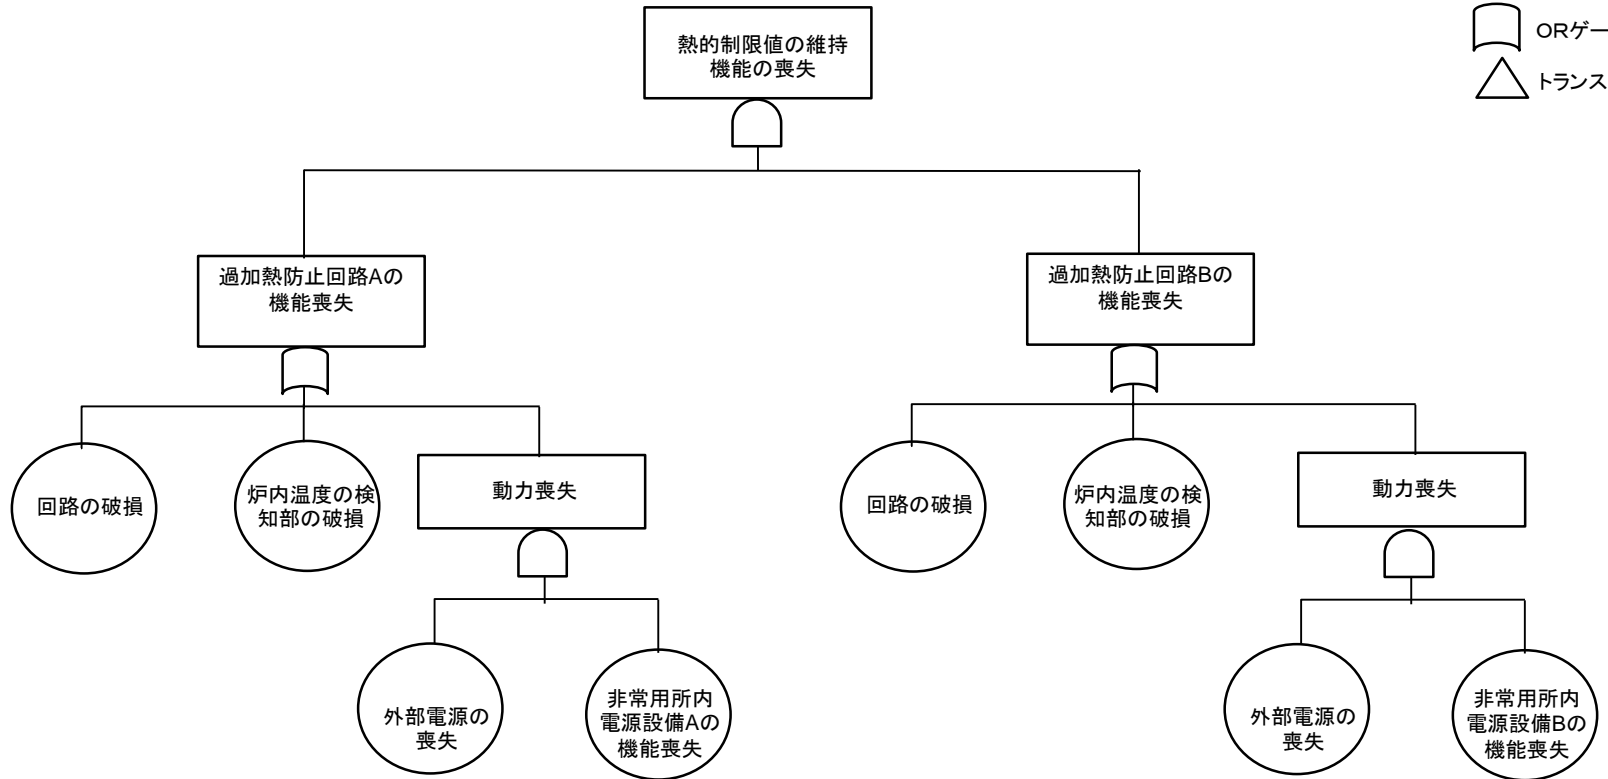 熱的制限値の維持
機能の喪失
ORゲー
トランス
過加熱防止回路Aの
機能喪失
過加熱防止回路Bの
機能喪失
回路の破損
炉内温度の検
知部の破損
動力喪失
回路の破損
炉内温度の検
知部の破損
動力喪失
外部電源の
喪失
非常用所内
電源設備Aの
機能喪失
外部電源の
喪失
非常用所内
電源設備Bの
機能喪失